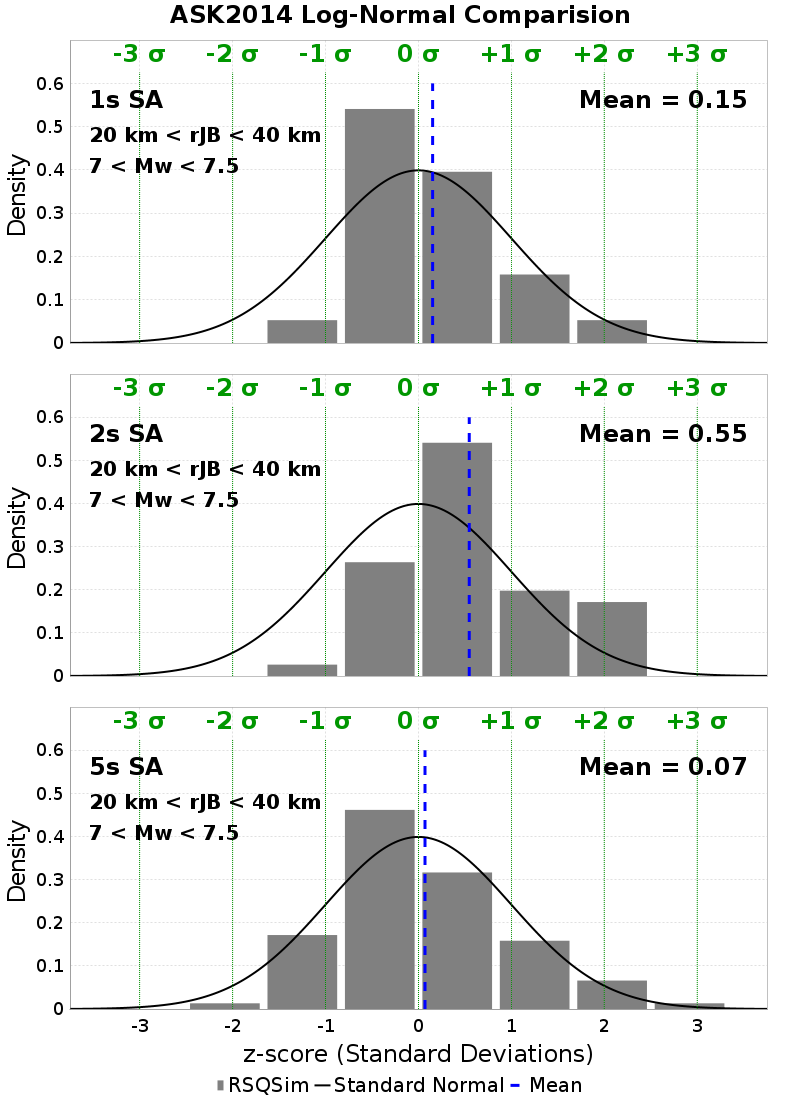 ASK2014 Log-Normal Comparision
-3 σ -2 σ -1 σ 0 σ +1 σ +2 σ +3 σ
1s SA
Mean = 0.15
20 km < rJB < 40 km
7 < Mw < 7.5
Density
0.6
0.5
0.4
0.3
0.2
0.1
0
-3 σ -2 σ -1 σ 0 σ +1 σ +2 σ +3 σ
2s SA
Mean = 0.55
20 km < rJB < 40 km
7 < Mw < 7.5
Density
0.6
0.5
0.4
0.3
0.2
0.1
0
-3 σ -2 σ -1 σ 0 σ +1 σ +2 σ +3 σ
5s SA
Mean = 0.07
20 km < rJB < 40 km
7 < Mw < 7.5
Density
0.6
0.5
0.4
0.3
0.2
0.1
0
-3 -2 -1 0 1 2 3
z-score (Standard Deviations)
RSQSim Standard Normal Mean